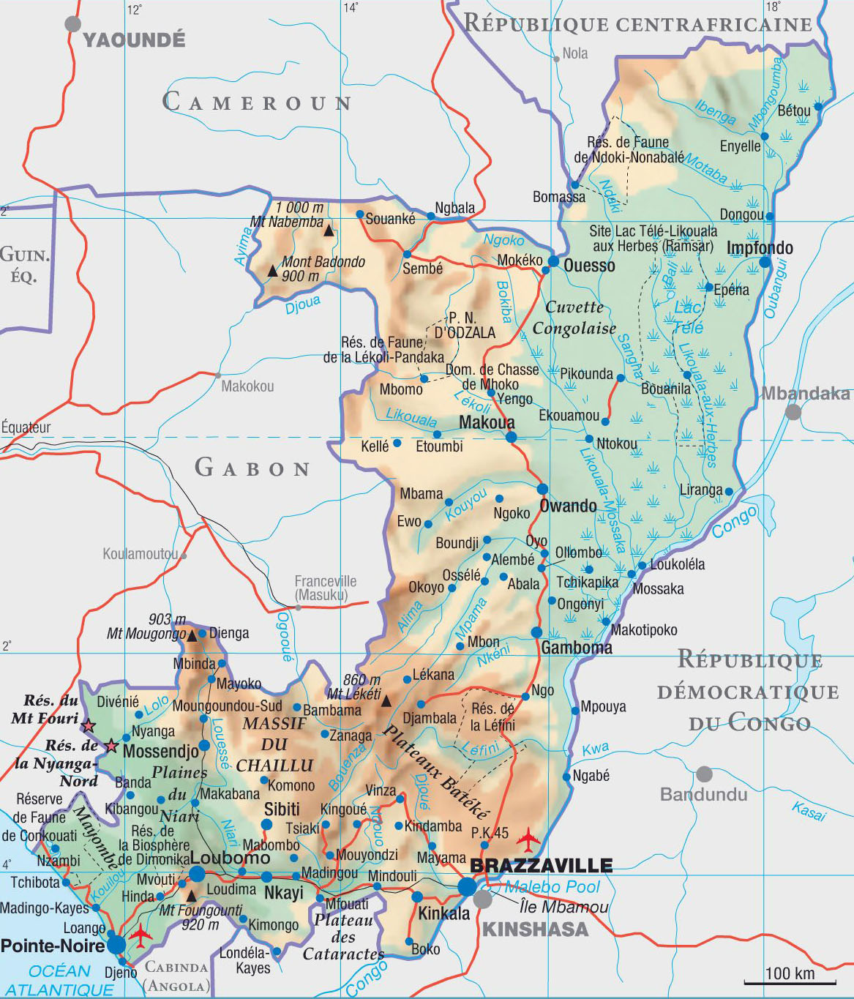 12°
14°
18°
YAOUNDÉ
RÉPUBLIQUE CENTRAFRICAINE
Nola
CAMEROUN
Ibenga
Mbongoumba
Bétou
Enyelle
Rés. de Faune
de Ndoki-Nonabalé
Motaba
Bomassa
Ndoki
2°
1 000 m
Mt Nabemba
Souanké
Ngbala
Dongou
Ayima
Site Lac Télé-Likouala
aux Herbes (Ramsar)
Impfondo
GUIN.
ÉQ.
Mont Badondo
900 m
Sembé
Ngoko
Mokéko
Ouesso
Bali
Epéna
Oubangui
Djoua
Bokiba
Cuvette
Congolaise
Lac
Télé
P. N.
D'ODZALA
Rés. de Faune
de la Lékoli-Pandaka
Sangha
Likouala-aux-Herbes
Makokou
Dom. de Chasse
de Mhoko
Mbomo
Yengo
Pikounda
Bouanila
Mbandaka
Lékoli
Équateur
Likouala
Makoua
Ekouamou
Kellé
Etoumbi
Ntokou
GABON
Likouala-Mossaka
Mbama
Kouyou
Owando
Liranga
Ngoko
Ewo
Congo
Boundji
Oyo
Koulamoutou
Alembé
Ollombo
Loukoléla
Franceville
(Masuku)
Ossélé
Okoyo
Abala
Tchikapika
Mossaka
Ongonyi
Alima
Mpama
903 m
Mt Mougongo
Dienga
Ogooué
Makotipoko
2°
Mbon
Nkéni
Gamboma
RÉPUBLIQUE
DÉMOCRATIQUE
DU CONGO
Mbinda
860 m
Mt Lékéti
Lékana
Mayoko
Ngo
Rés. du
Mt Fouri
Divénié
Lolo
Moungoundou-Sud
Bambama
Djambala
Rés. de
la Léfini
Mpouya
MASSIF
DU
CHAILLU
Nyanga
Zanaga
Rés. de
la Nyanga-
Nord
Mossendjo
Louessé
Plateaux Batéké
Léfini
Kwa
Plaines
du
Niari
Bouenza
Banda
Makabana
Komono
Djoué
Ngabé
Bandundu
Réserve
de Faune
de Conkouati
Kibangou
Vinza
Kasai
Mayombe
Sibiti
Kingoué
Ndouo
Niari
Tsiaki
Kindamba
P.K.45
Rés. de
la Biosphère
de Dimonika
Mabombo
Nzambi
Loubomo
Mouyondzi
Mayama
4°
BRAZZAVILLE
Tchibota
Kouilou
Mvouti
Madingou
Mindouli
Loudima
Nkayi
Malebo Pool
Hinda
Mfouati
Île Mbamou
Madingo-Kayes
Mt Foungounti
920 m
Plateau
des
Cataractes
Kinkala
Kimongo
KINSHASA
Loango
Pointe-Noire
Londéla-
Kayes
Boko
Djeno
CABINDA
(ANGOLA)
Congo
OCÉAN
ATLANTIQUE
100 km